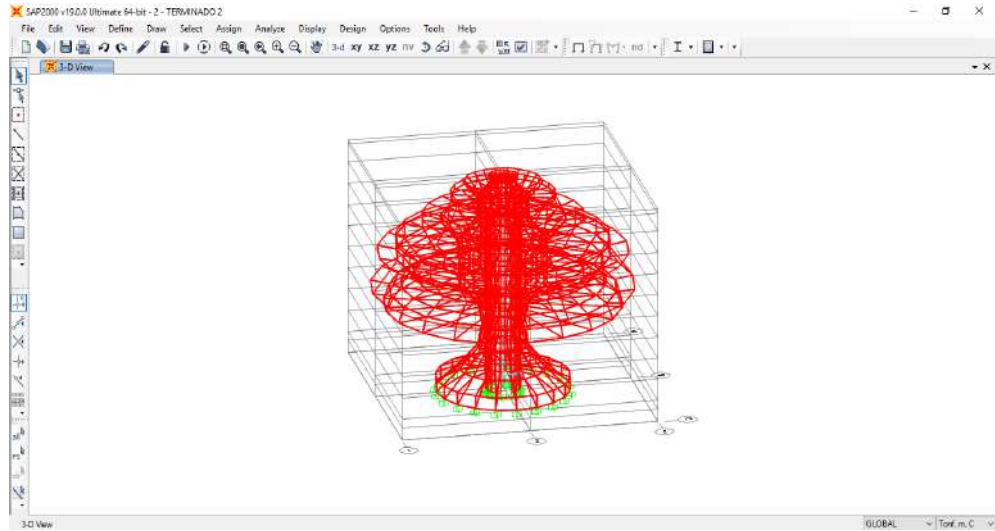 SAP2000 v19.0.0 Ultimate 64-bit - 2 - TERMINADO 2
File Edit View Define Draw Select Assign Analyze Display Design Options Tools Help
3-d xy xz yz nv nd
3-D View
3-D View
GLOBAL
Tonf, m, C